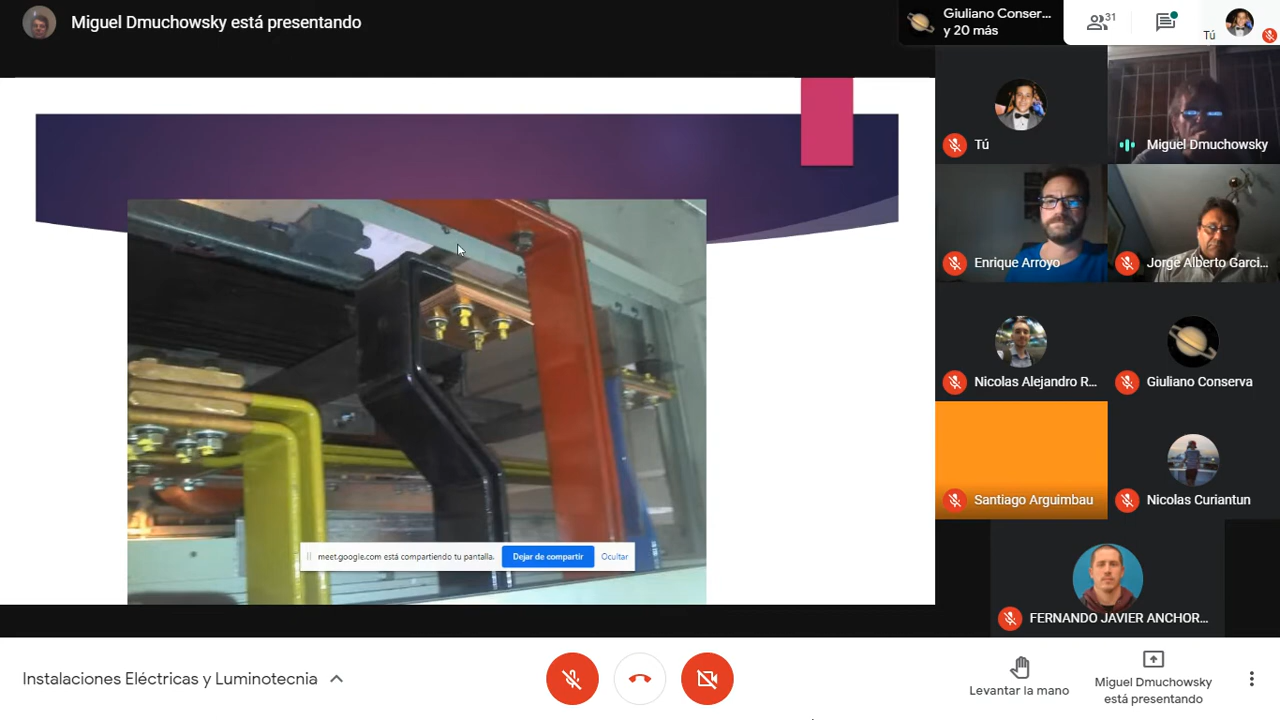 Miguel Dmuchowsky está presentando
Giuliano Conser...
y 20 más
31
Tú
Tú
Miguel Dmuchowsky
Enrique Arroyo
Jorge Alberto Garci...
Nicolas Alejandro R...
Giuliano Conserva
Santiago Arguimbau
Nicolas Curiantun
FERNANDO JAVIER ANCHOR...
meet.google.com está compartiendo tu pantalla.
Dejar de compartir
Ocultar
Instalaciones Eléctricas y Luminotecnia
Levantar la mano
Miguel Dmuchowsky
está presentando